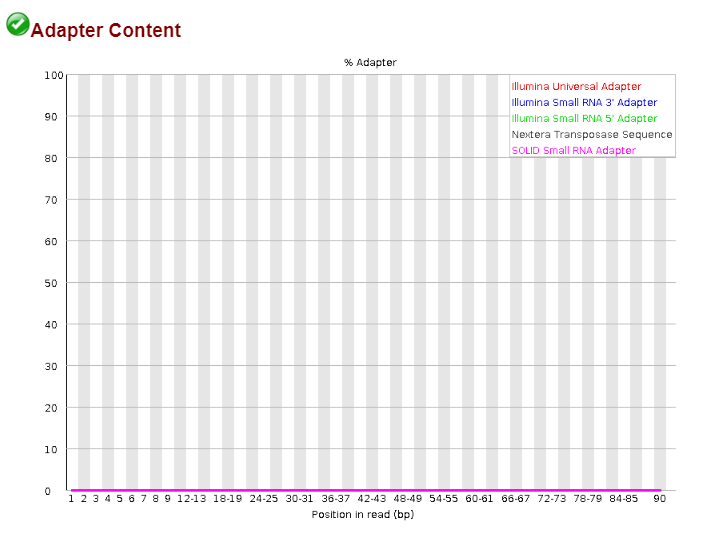 Adapter Content
% Adapter
100
90
80
70
60
50
40
30
20
10
0
Illumina Universal Adapter
Illumina Small RNA 3' Adapter
Illumina Small RNA 5' Adapter
Nextera Transposase Sequence
SOLID Small RNA Adapter
1 2 3 4 5 6 7 8 9 12-13 18-19 24-25 30-31 36-37 42-43 48-49 54-55 60-61 66-67 72-73 78-79 84-85 90
Position in read (bp)